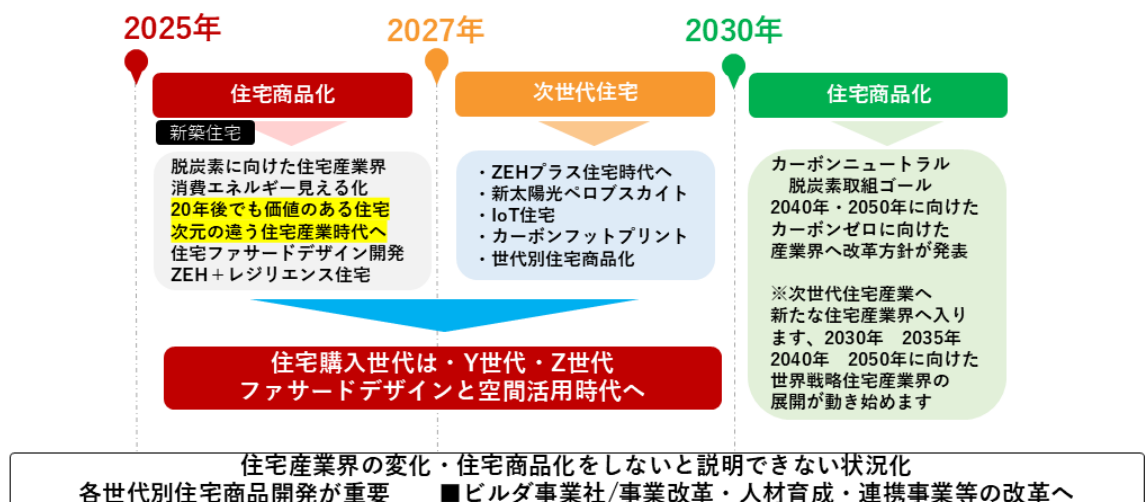 2025年
2027年
2030年
住宅商品化
次世代住宅
住宅商品化
新築住宅
脱炭素に向けた住宅産業界
消費エネルギー見える化
20年後でも価値のある住宅
次元の違う住宅産業時代へ
住宅ファサードデザイン開発
ZEH＋レジリエンス住宅
・ZEHプラス住宅時代へ
・新太陽光ペロブスカイト
・IoT住宅
・カーボンフットプリント
・世代別住宅商品化
カーボンニュートラル
脱炭素取組ゴール
2040年・2050年に向けた
カーボンゼロに向けた
産業界へ改革方針が発表
※次世代住宅産業へ
新たな住宅産業界へ入り
ます、2030年　2035年
2040年　2050年に向けた
世界戦略住宅産業界の
展開が動き始めます
住宅購入世代は・Y世代・Z世代
ファサードデザインと空間活用時代へ
住宅産業界の変化・住宅商品化をしないと説明できない状況化
各世代別住宅商品開発が重要　　■ビルダ事業社/事業改革・人材育成・連携事業等の改革へ